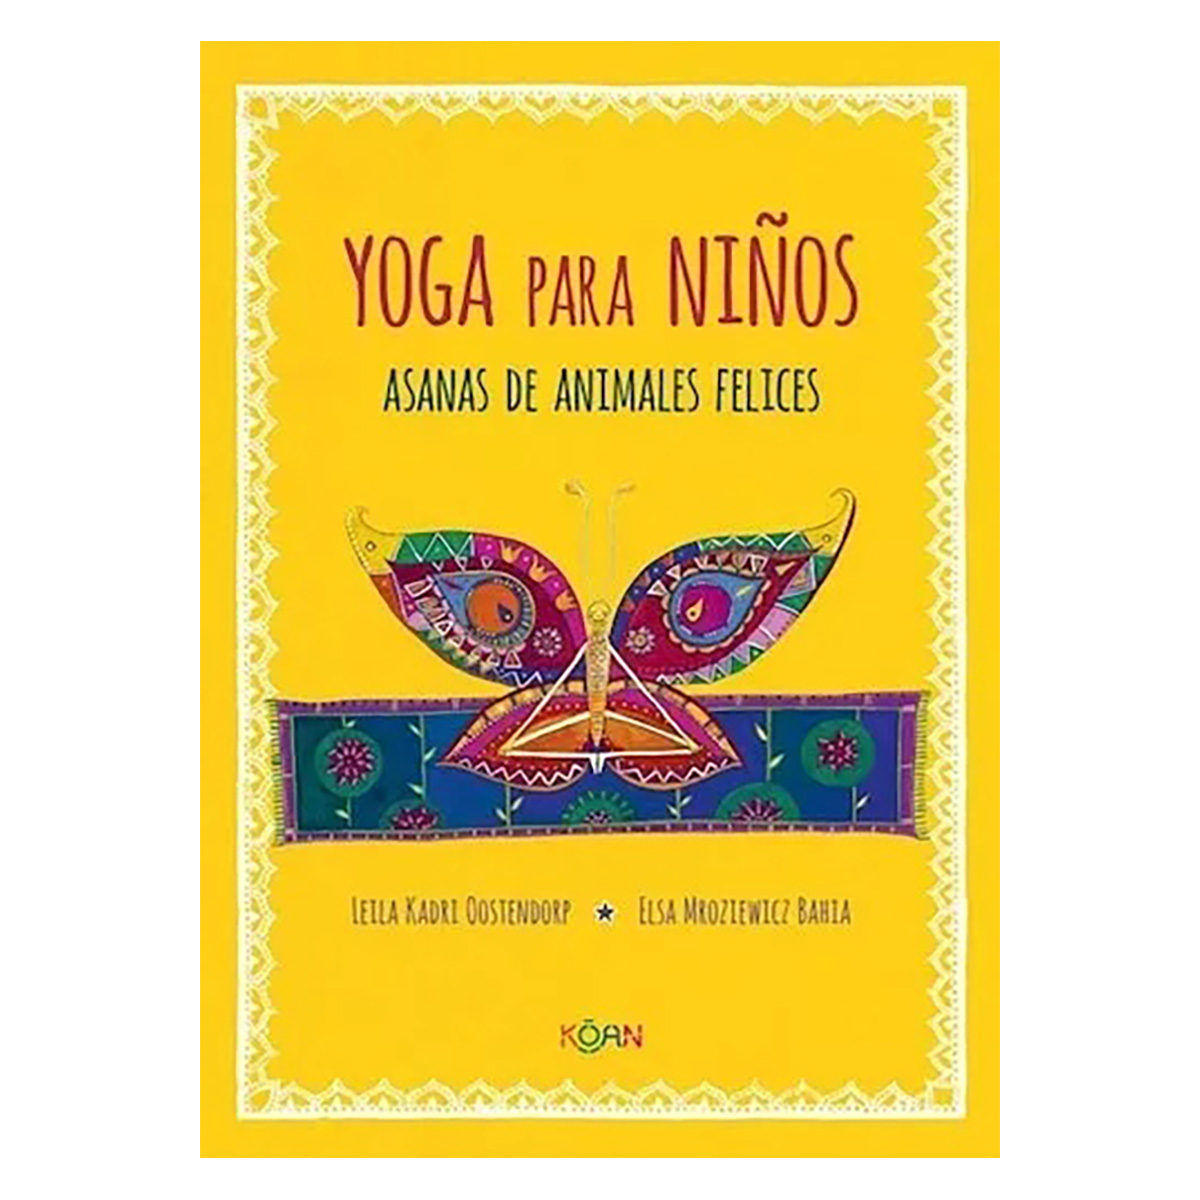 YOGA PARA NIÑOS
ASANAS DE ANIMALES FELICES
LEILA KADRI OOSTENDORP ★ ELSA MROZIEWICZ BAHIA
KŌAN